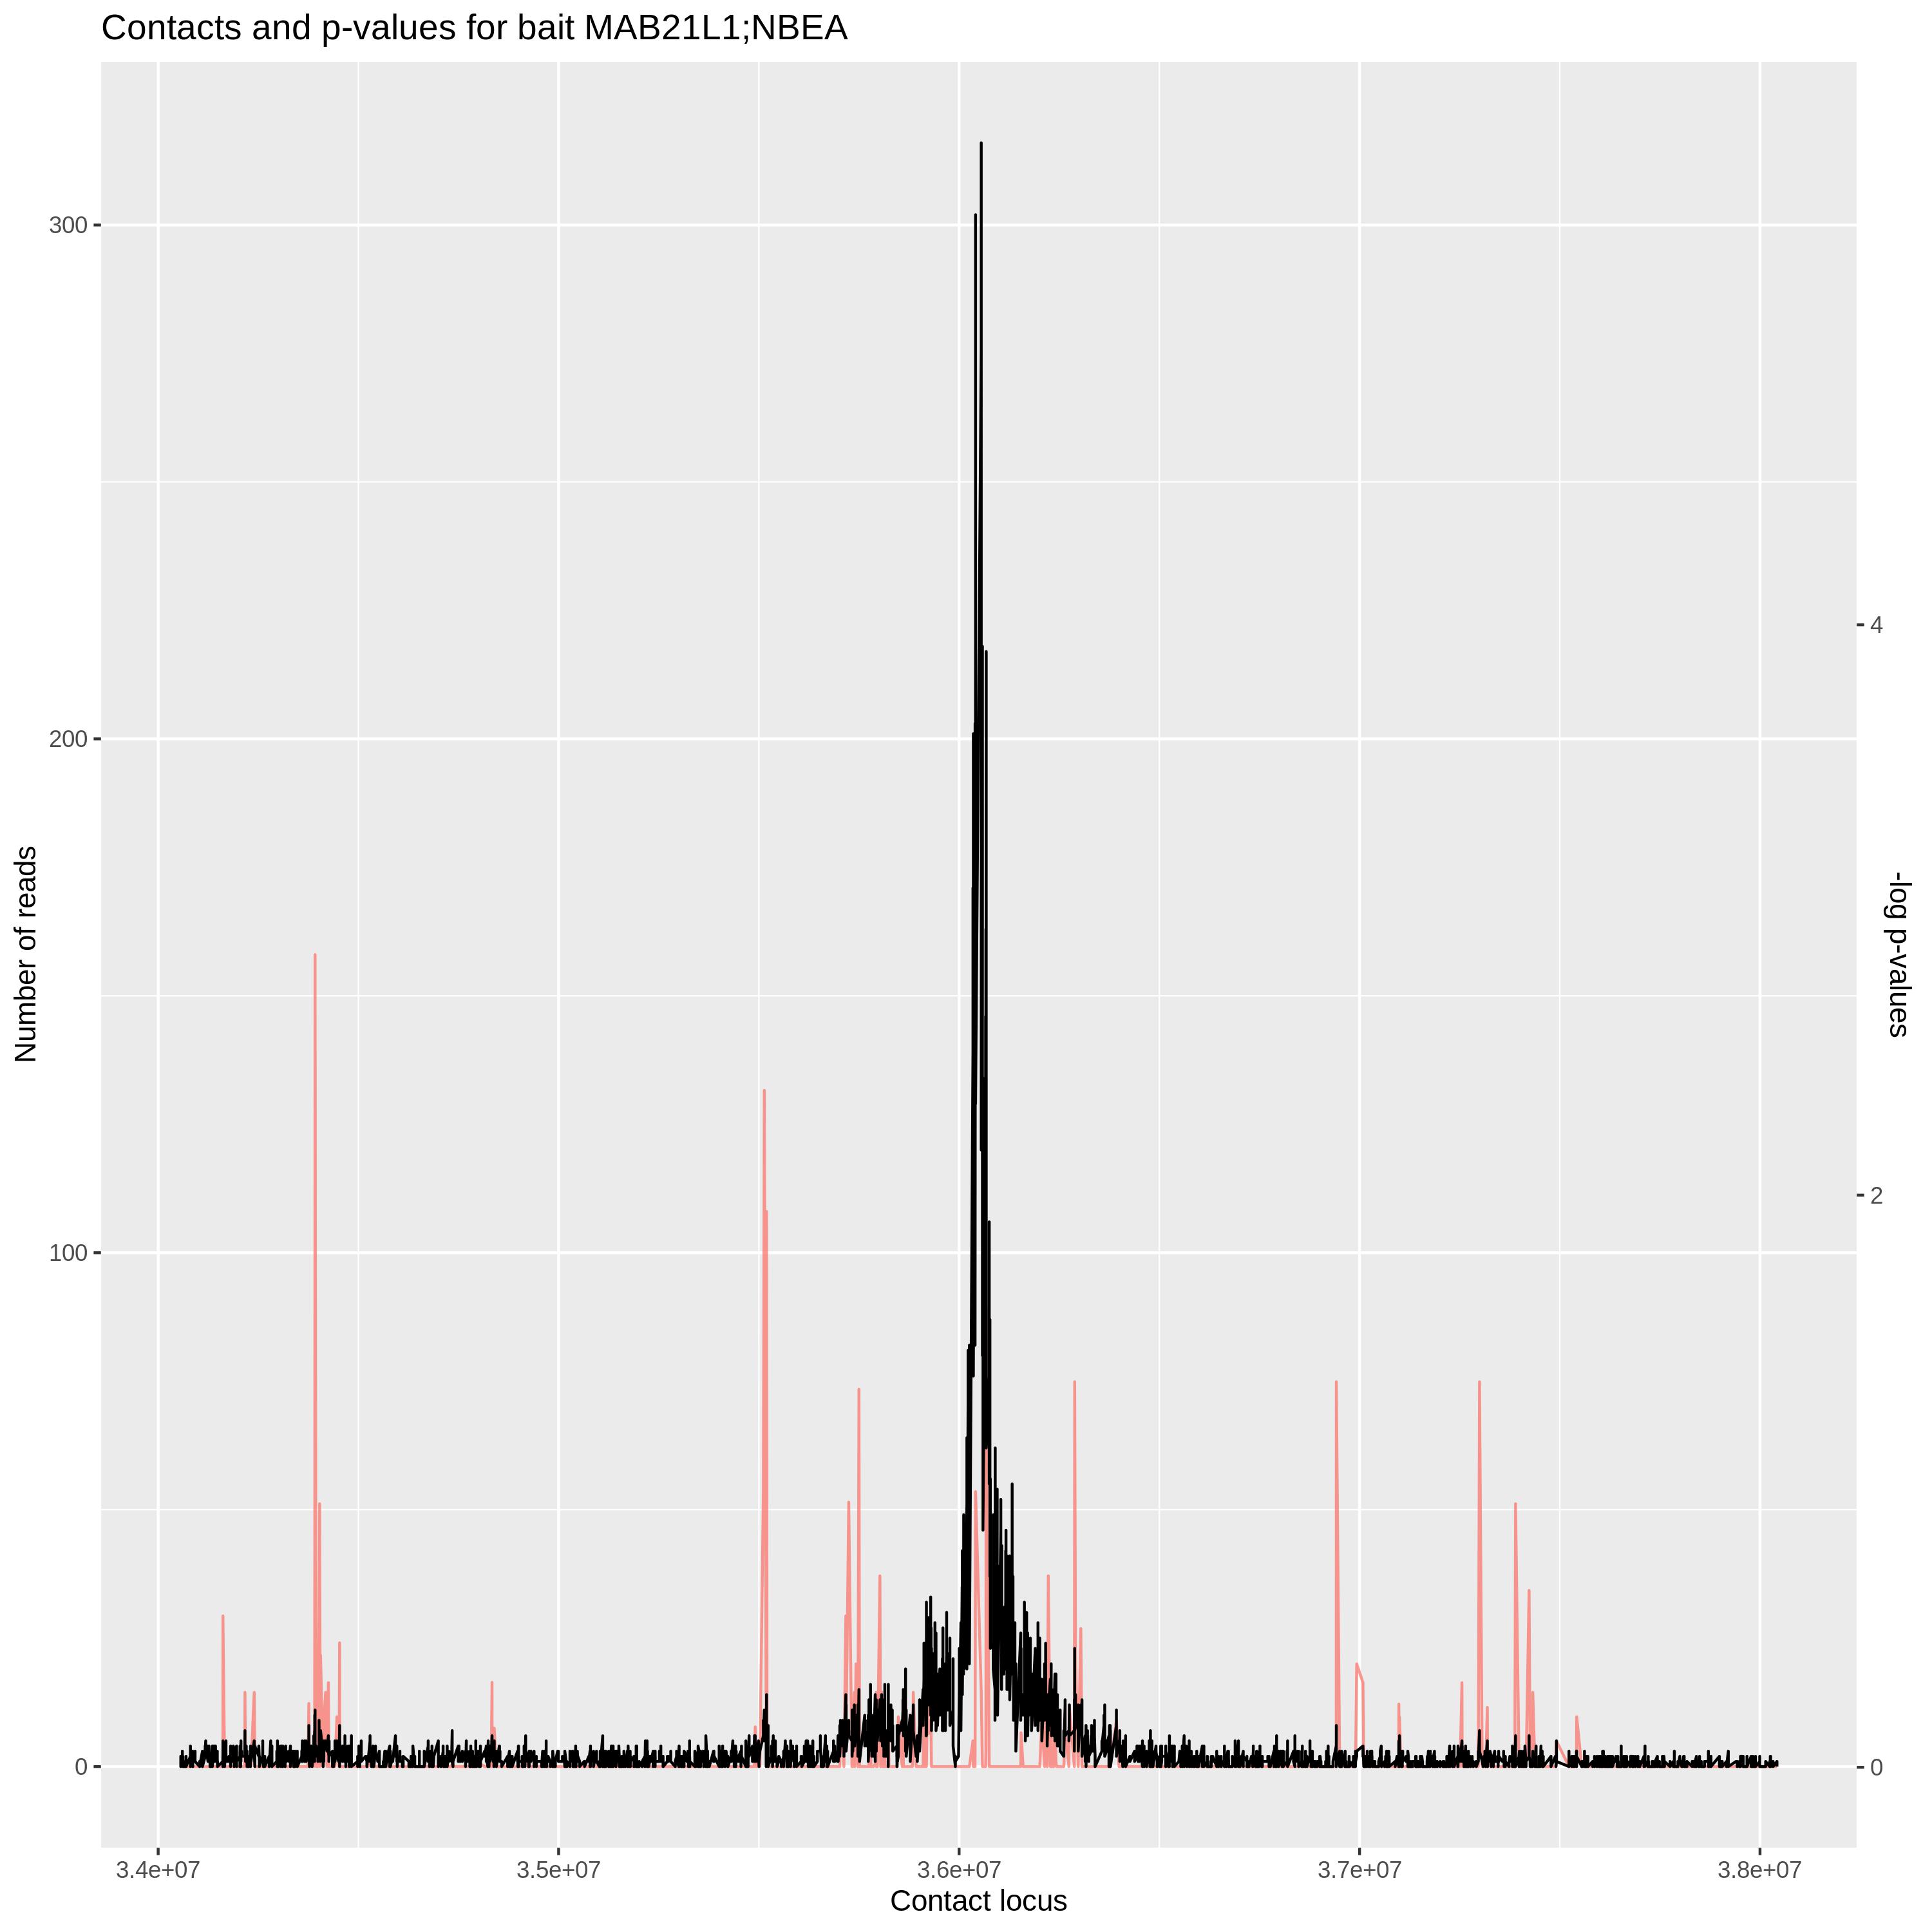 Contacts and p-values for bait MAB21L1;NBEA
Number of reads
300
200
100
0
-log p-values
4
2
0
3.4e+07
3.5e+07
3.6e+07
3.7e+07
3.8e+07
Contact locus